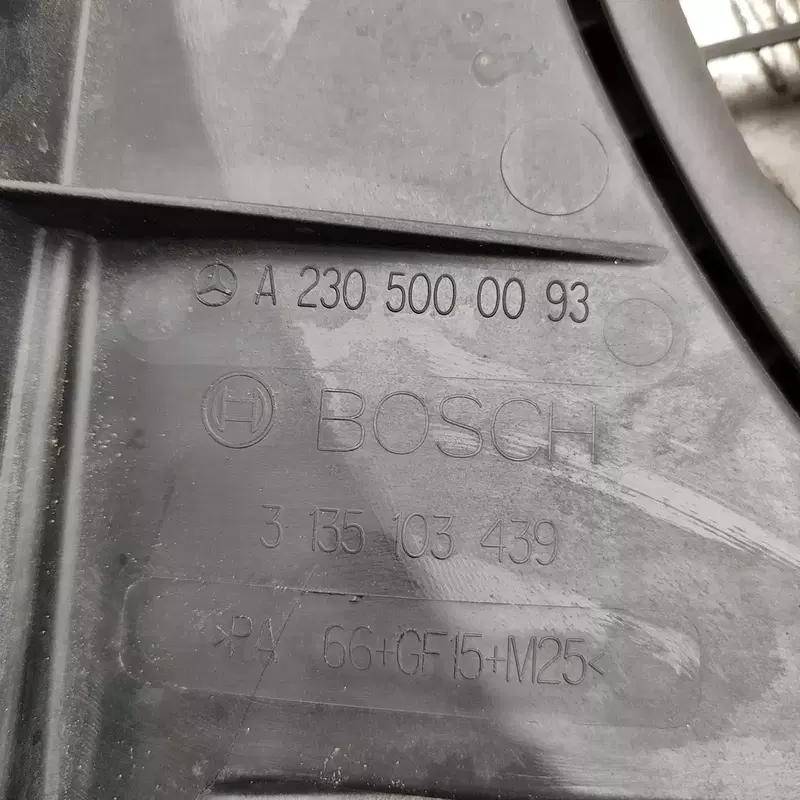 A 230 500 00 93
BOSCH
3 135 103 439
>PA 66+GF15+M25<